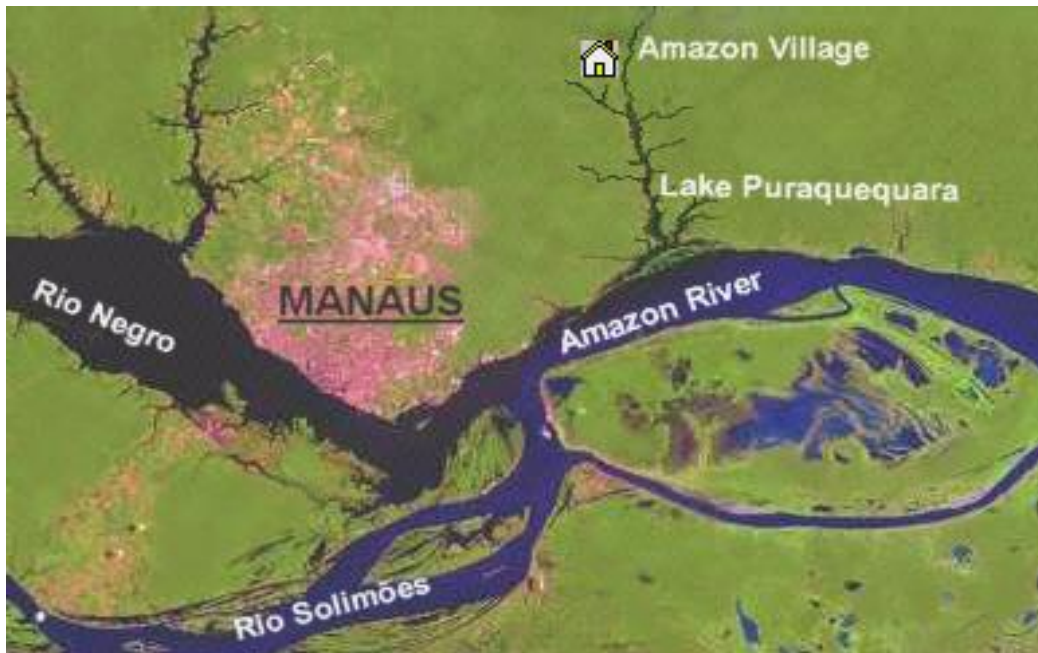 Amazon Village
Lake Puraquequara
MANAUS
Rio Negro
Amazon River
Rio Solimões